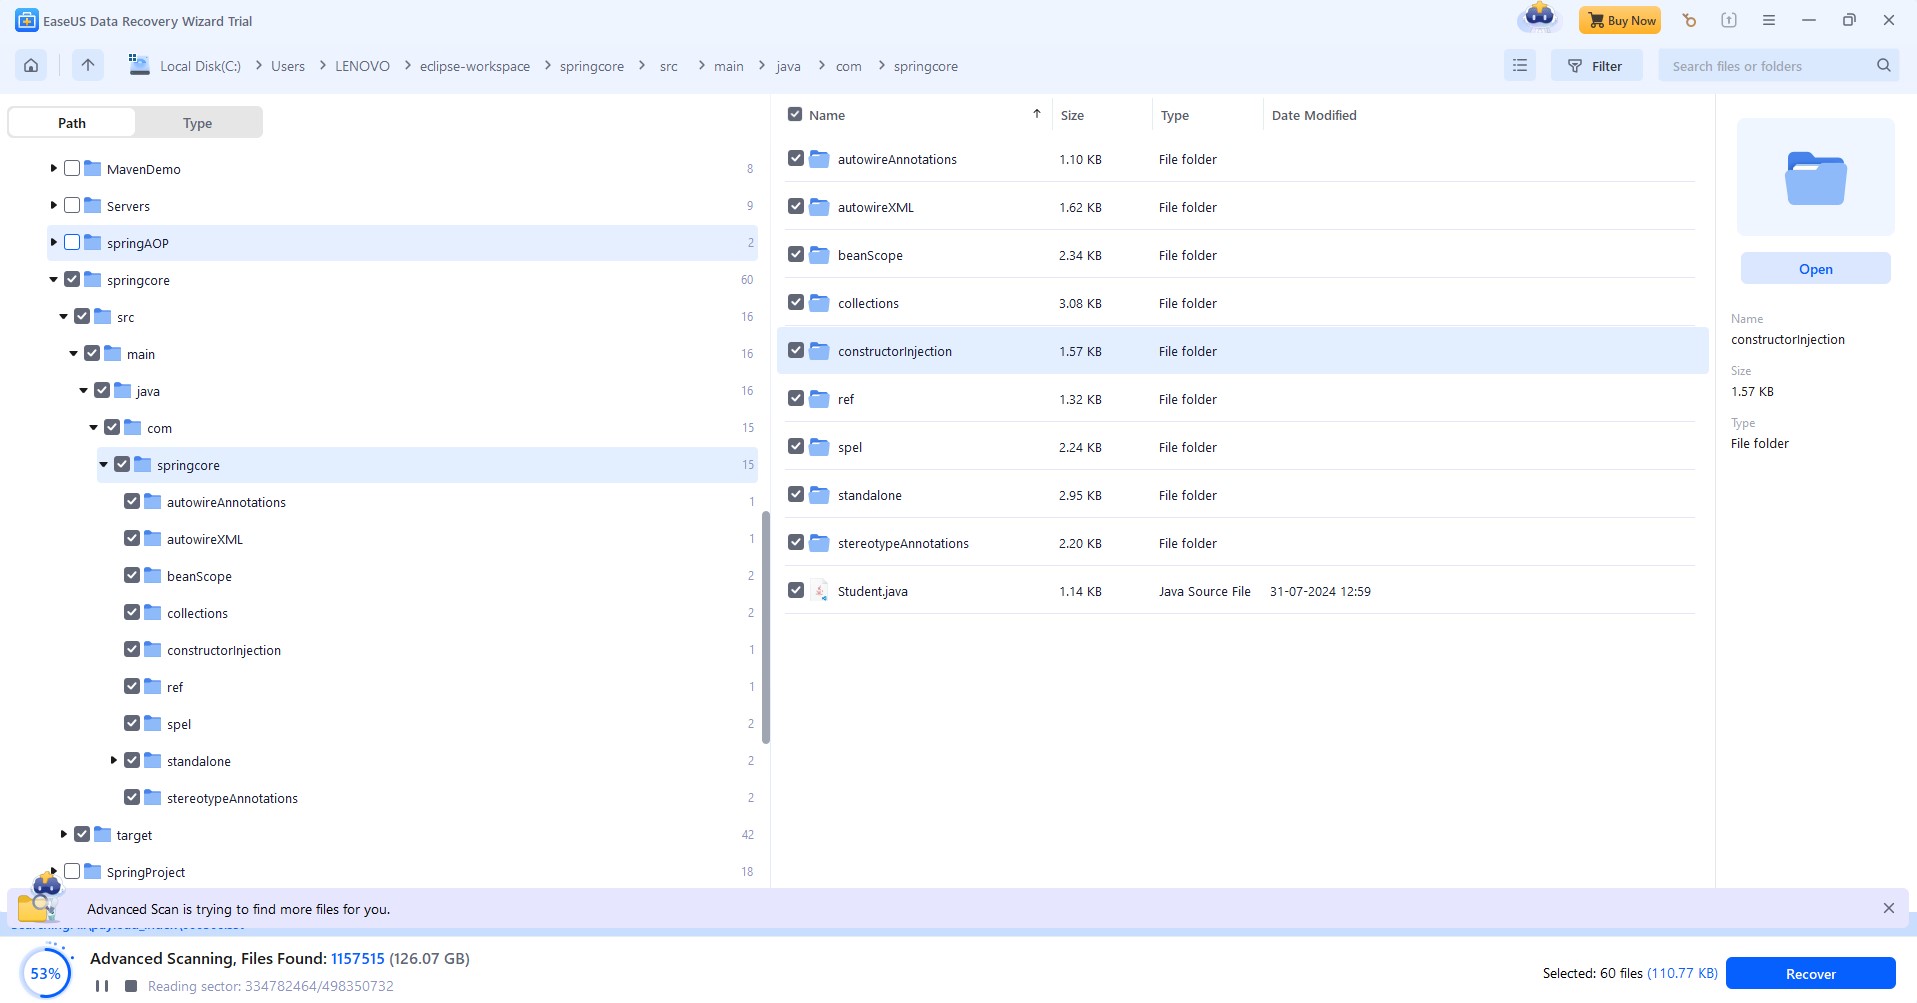 EaseUS Data Recovery Wizard Trial
Buy Now
Local Disk(C:) Users LENOVO eclipse-workspace springcore src main java com springcore
Filter
Search files or folders
Path Type
MavenDemo 8
Servers 9
springAOP 2
springcore 60
src 16
main 16
java 16
com 15
springcore 15
autowireAnnotations 1
autowireXML 1
beanScope 2
collections 2
constructorInjection 1
ref 1
spel 2
standalone 2
stereotypeAnnotations 2
target 42
SpringProject 18
Name Size Type Date Modified
autowireAnnotations 1.10 KB File folder
autowireXML 1.62 KB File folder
beanScope 2.34 KB File folder
collections 3.08 KB File folder
constructorInjection 1.57 KB File folder
ref 1.32 KB File folder
spel 2.24 KB File folder
standalone 2.95 KB File folder
stereotypeAnnotations 2.20 KB File folder
Student.java 1.14 KB Java Source File 31-07-2024 12:59
Open
Name
constructorInjection
Size
1.57 KB
Type
File folder
Advanced Scan is trying to find more files for you.
53%
Advanced Scanning, Files Found: 1157515 (126.07 GB)
Reading sector: 334782464/498350732
Selected: 60 files (110.77 KB)
Recover